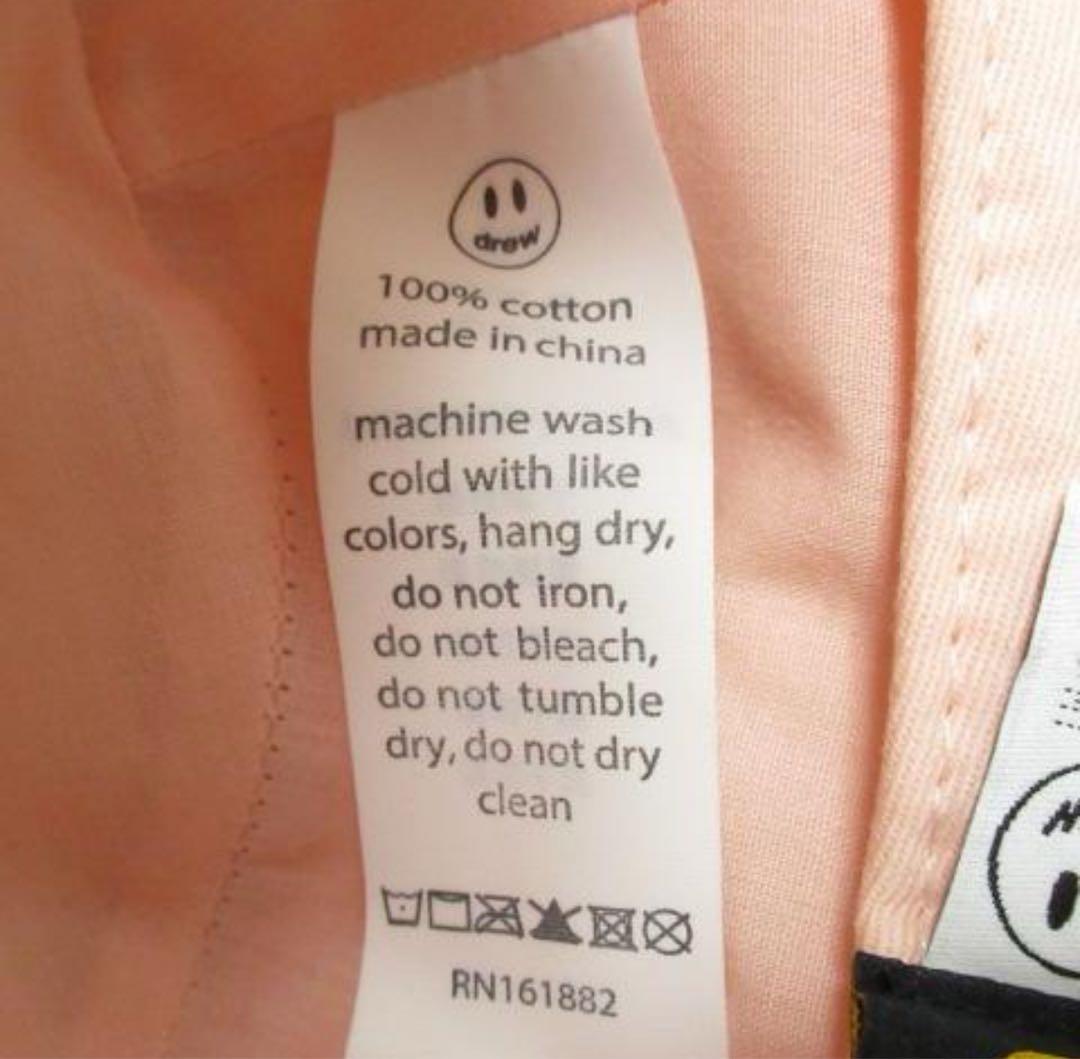 drew
100% cotton
made in china
machine wash
cold with like
colors, hang dry,
do not iron,
do not bleach,
do not tumble
dry, do not dry
clean
RN161882